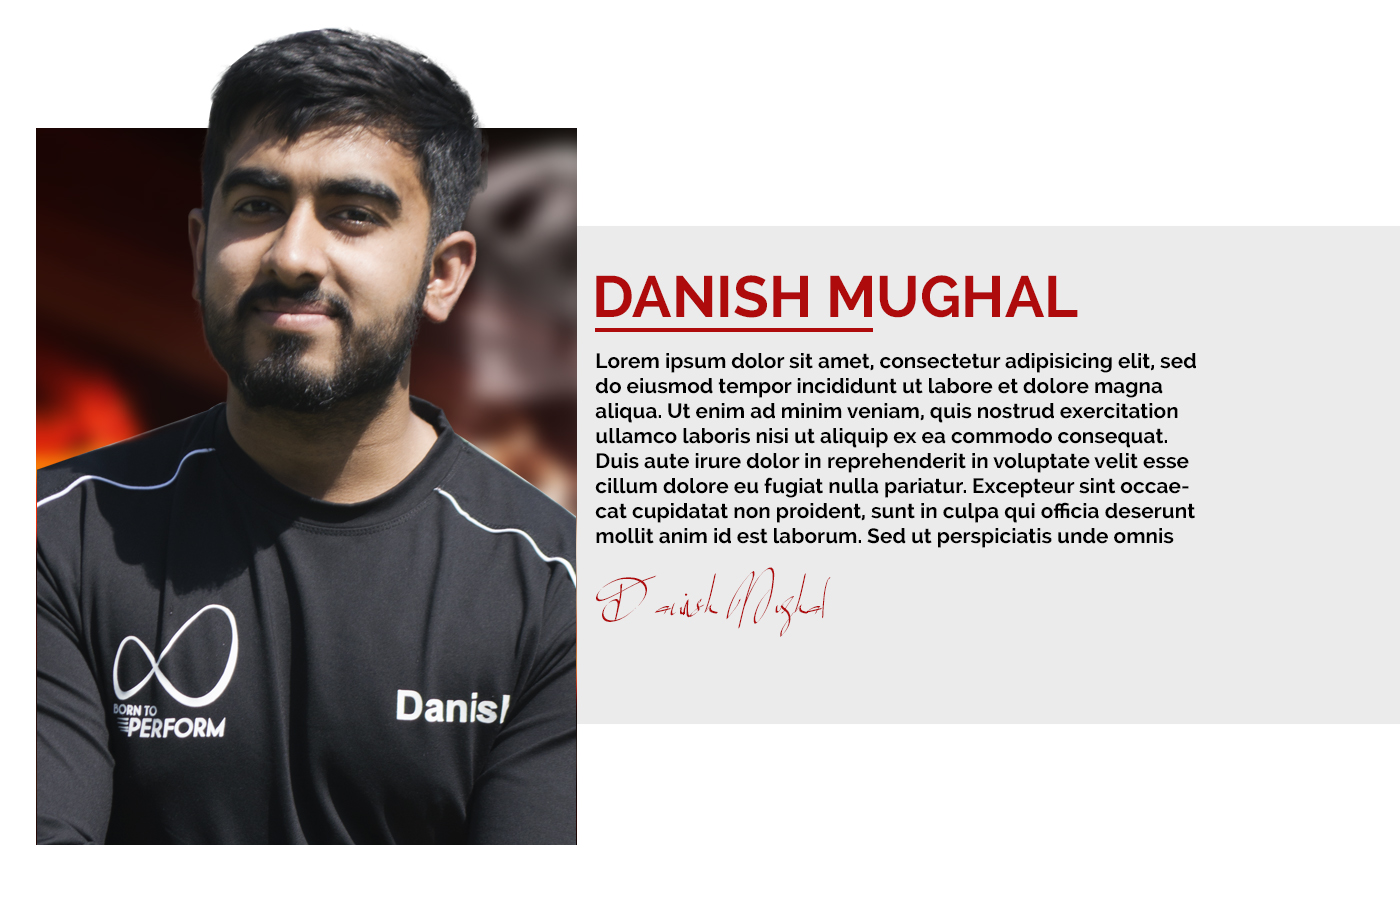 DANISH MUGHAL
Lorem ipsum dolor sit amet, consectetur adipisicing elit, sed
do eiusmod tempor incididunt ut labore et dolore magna
aliqua. Ut enim ad minim veniam, quis nostrud exercitation
ullamco laboris nisi ut aliquip ex ea commodo consequat.
Duis aute irure dolor in reprehenderit in voluptate velit esse
cillum dolore eu fugiat nulla pariatur. Excepteur sint occae-
cat cupidatat non proident, sunt in culpa qui officia deserunt
mollit anim id est laborum. Sed ut perspiciatis unde omnis
Danish Mughal
BORN TO
PERFORM
Danish